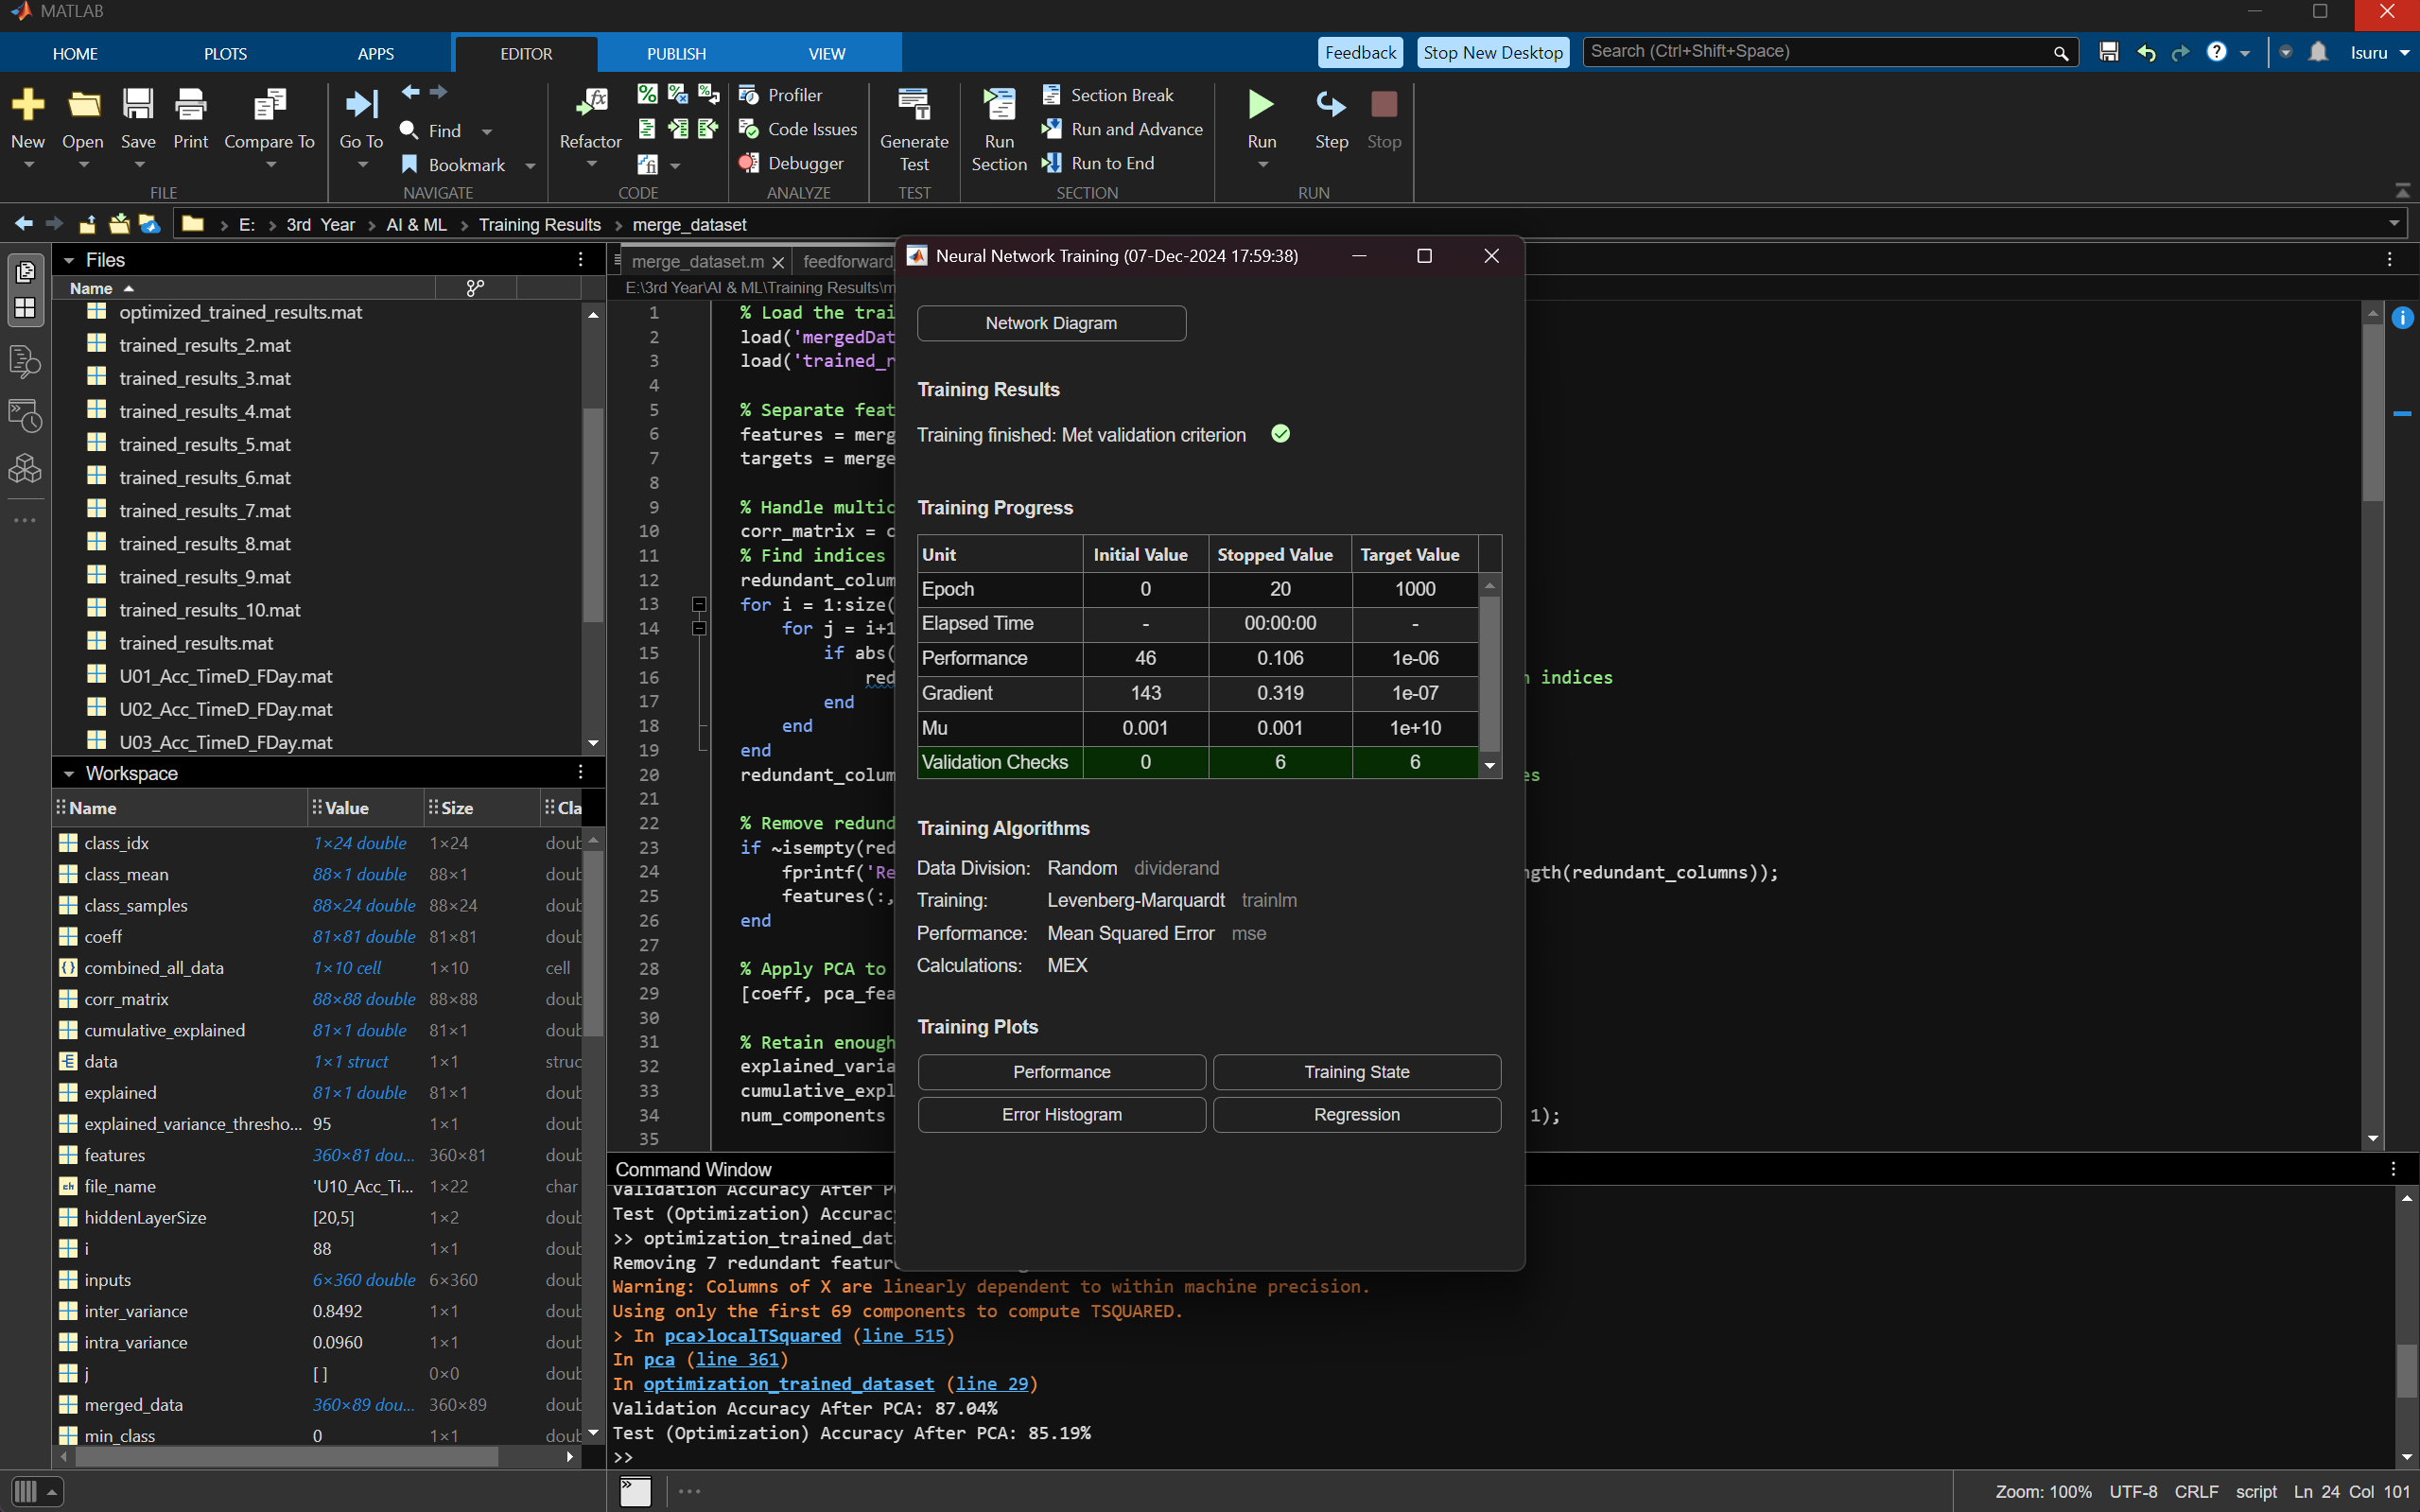 MATLAB
HOME PLOTS APPS EDITOR PUBLISH VIEW Feedback Stop New Desktop Search (Ctrl+Shift+Space) Isuru
New Open Save Print Compare To Go To Find Bookmark Refactor Profiler Code Issues Debugger Generate Test Run Section Section Break Run and Advance Run to End Run Step Stop
FILE NAVIGATE CODE ANALYZE TEST SECTION RUN
E: 3rd Year AI & ML Training Results merge_dataset
Files
Name
optimized_trained_results.mat
trained_results_2.mat
trained_results_3.mat
trained_results_4.mat
trained_results_5.mat
trained_results_6.mat
trained_results_7.mat
trained_results_8.mat
trained_results_9.mat
trained_results_10.mat
trained_results.mat
U01_Acc_TimeD_FDay.mat
U02_Acc_TimeD_FDay.mat
U03_Acc_TimeD_FDay.mat
Workspace
Name Value Size Cla
class_idx 1×24 double 1×24 doub
class_mean 88×1 double 88×1 doub
class_samples 88×24 double 88×24 doub
coeff 81×81 double 81×81 doub
combined_all_data 1×10 cell 1×10 cell
corr_matrix 88×88 double 88×88 doub
cumulative_explained 81×1 double 81×1 doub
data 1×1 struct 1×1 struc
explained 81×1 double 81×1 doub
explained_variance_thresho... 95 1×1 doub
features 360×81 dou... 360×81 doub
file_name 'U10_Acc_Ti... 1×22 char
hiddenLayerSize [20,5] 1×2 doub
i 88 1×1 doub
inputs 6×360 double 6×360 doub
inter_variance 0.8492 1×1 doub
intra_variance 0.0960 1×1 doub
j [] 0×0 doub
merged_data 360×89 dou... 360×89 doub
min_class 0 1×1 doub
merge_dataset.m feedforward
E:\3rd Year\AI & ML\Training Results\m
1 % Load the trai
2 load('mergedDat
3 load('trained_r
4
5 % Separate feat
6 features = merg
7 targets = merge
8
9 % Handle multic
10 corr_matrix = c
11 % Find indices
12 redundant_colum
13 for i = 1:size(
14 for j = i+1
15 if abs(
16 red n indices
17 end
18 end
19 end
20 redundant_colum es
21
22 % Remove redund
23 if ~isempty(red
24 fprintf('Re ngth(redundant_columns));
25 features(:,
26 end
27
28 % Apply PCA to
29 [coeff, pca_fea
30
31 % Retain enough
32 explained_varia
33 cumulative_expl
34 num_components 1);
35
Neural Network Training (07-Dec-2024 17:59:38)
Network Diagram
Training Results
Training finished: Met validation criterion
Training Progress
Unit Initial Value Stopped Value Target Value
Epoch 0 20 1000
Elapsed Time - 00:00:00 -
Performance 46 0.106 1e-06
Gradient 143 0.319 1e-07
Mu 0.001 0.001 1e+10
Validation Checks 0 6 6
Training Algorithms
Data Division: Random dividerand
Training: Levenberg-Marquardt trainlm
Performance: Mean Squared Error mse
Calculations: MEX
Training Plots
Performance Training State
Error Histogram Regression
Command Window
Validation Accuracy After P
Test (Optimization) Accurac
>> optimization_trained_dat
Removing 7 redundant featur
Warning: Columns of X are linearly dependent to within machine precision.
Using only the first 69 components to compute TSQUARED.
> In pca>localTSquared (line 515)
In pca (line 361)
In optimization_trained_dataset (line 29)
Validation Accuracy After PCA: 87.04%
Test (Optimization) Accuracy After PCA: 85.19%
>>
Zoom: 100% UTF-8 CRLF script Ln 24 Col 101